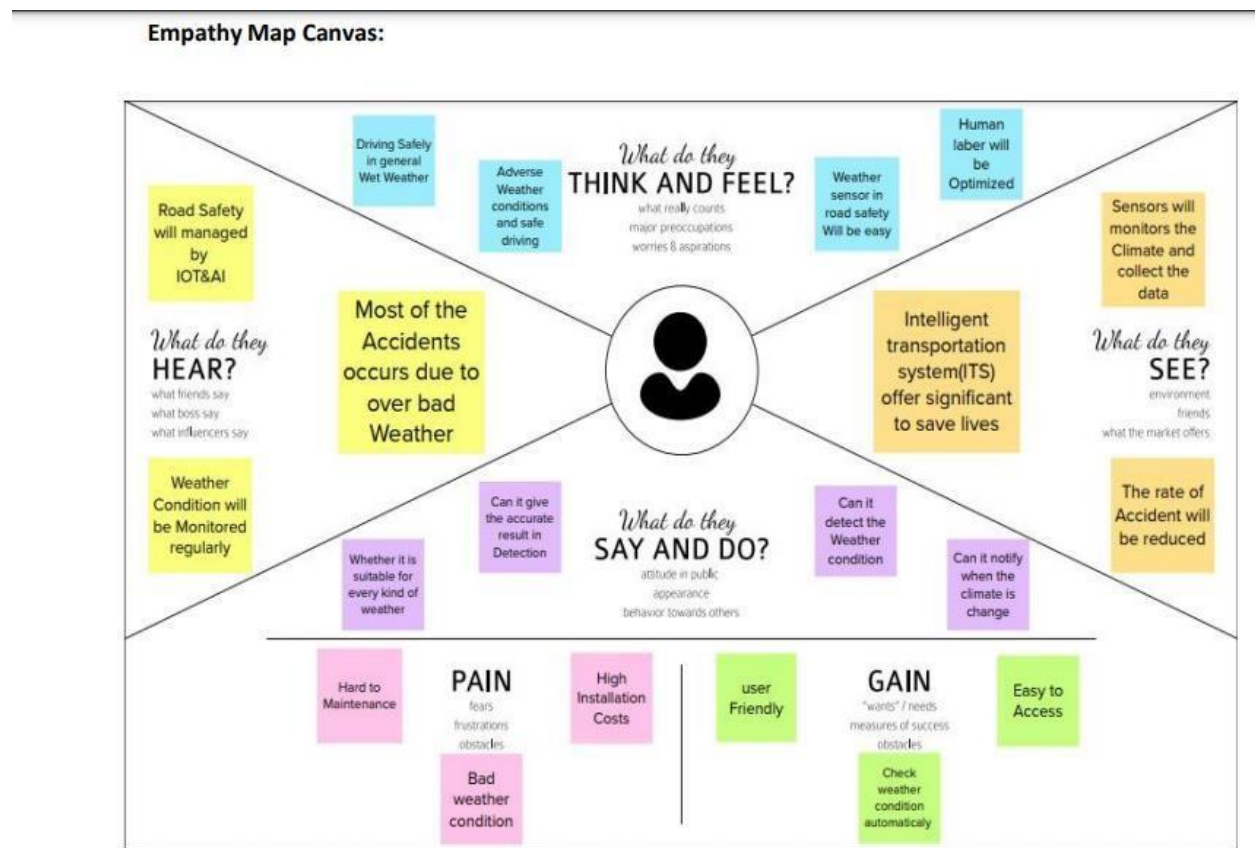 Empathy Map Canvas:
Driving Safely
in general
Wet Weather
Adverse
Weather
conditions
and safe
driving
What do they
THINK AND FEEL?
what really counts
major preoccupations
worries & aspirations
Weather
sensor in
road safety
Will be easy
Human
laber will
be
Optimized
Road Safety
will managed
by
IOT&AI
Most of the
Accidents
occurs due to
over bad
Weather
What do they
HEAR?
what friends say
what boss say
what influencers say
Weather
Condition will
be Monitored
regularly
Intelligent
transportation
system(ITS)
offer significant
to save lives
Sensors will
monitors the
Climate and
collect the
data
What do they
SEE?
environment
friends
what the market offers
The rate of
Accident will
be reduced
Whether it is
suitable for
every kind of
weather
Can it give
the accurate
result in
Detection
What do they
SAY AND DO?
attitude in public
appearance
behavior towards others
Can it
detect the
Weather
condition
Can it notify
when the
climate is
change
Hard to
Maintenance
PAIN
fears
frustrations
obstacles
High
Installation
Costs
Bad
weather
condition
user
Friendly
GAIN
"wants" / needs
measures of success
obstacles
Easy to
Access
Check
weather
condition
automaticaly